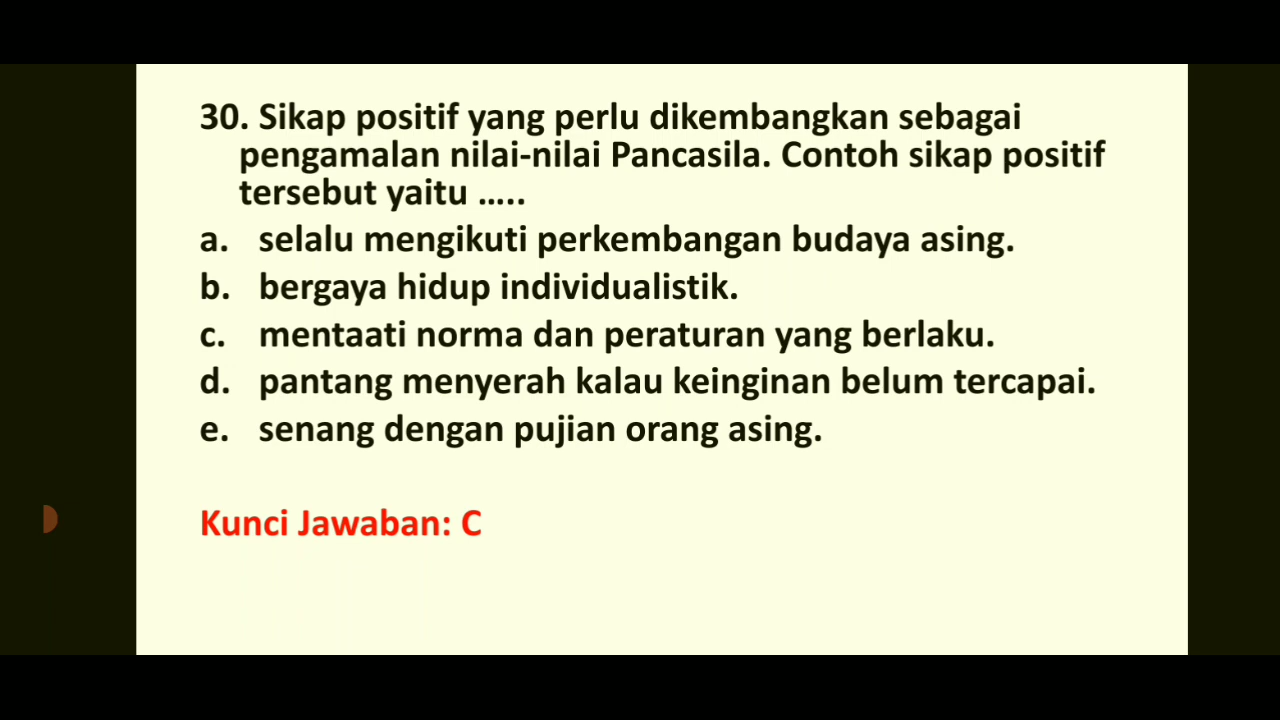 30. Sikap positif yang perlu dikembangkan sebagai
pengamalan nilai-nilai Pancasila. Contoh sikap positif
tersebut yaitu .....
a. selalu mengikuti perkembangan budaya asing.
b. bergaya hidup individualistik.
c. mentaati norma dan peraturan yang berlaku.
d. pantang menyerah kalau keinginan belum tercapai.
e. senang dengan pujian orang asing.
Kunci Jawaban: C